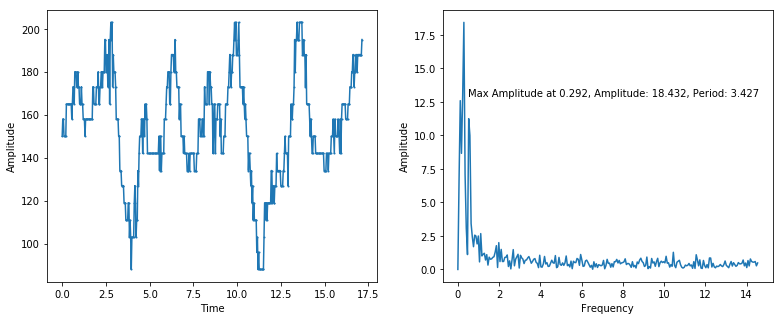 200
180
160
140
120
100
Amplitude
0.0 2.5 5.0 7.5 10.0 12.5 15.0 17.5
Time
17.5
15.0
12.5
10.0
7.5
5.0
2.5
0.0
Amplitude
Max Amplitude at 0.292, Amplitude: 18.432, Period: 3.427
0 2 4 6 8 10 12 14
Frequency